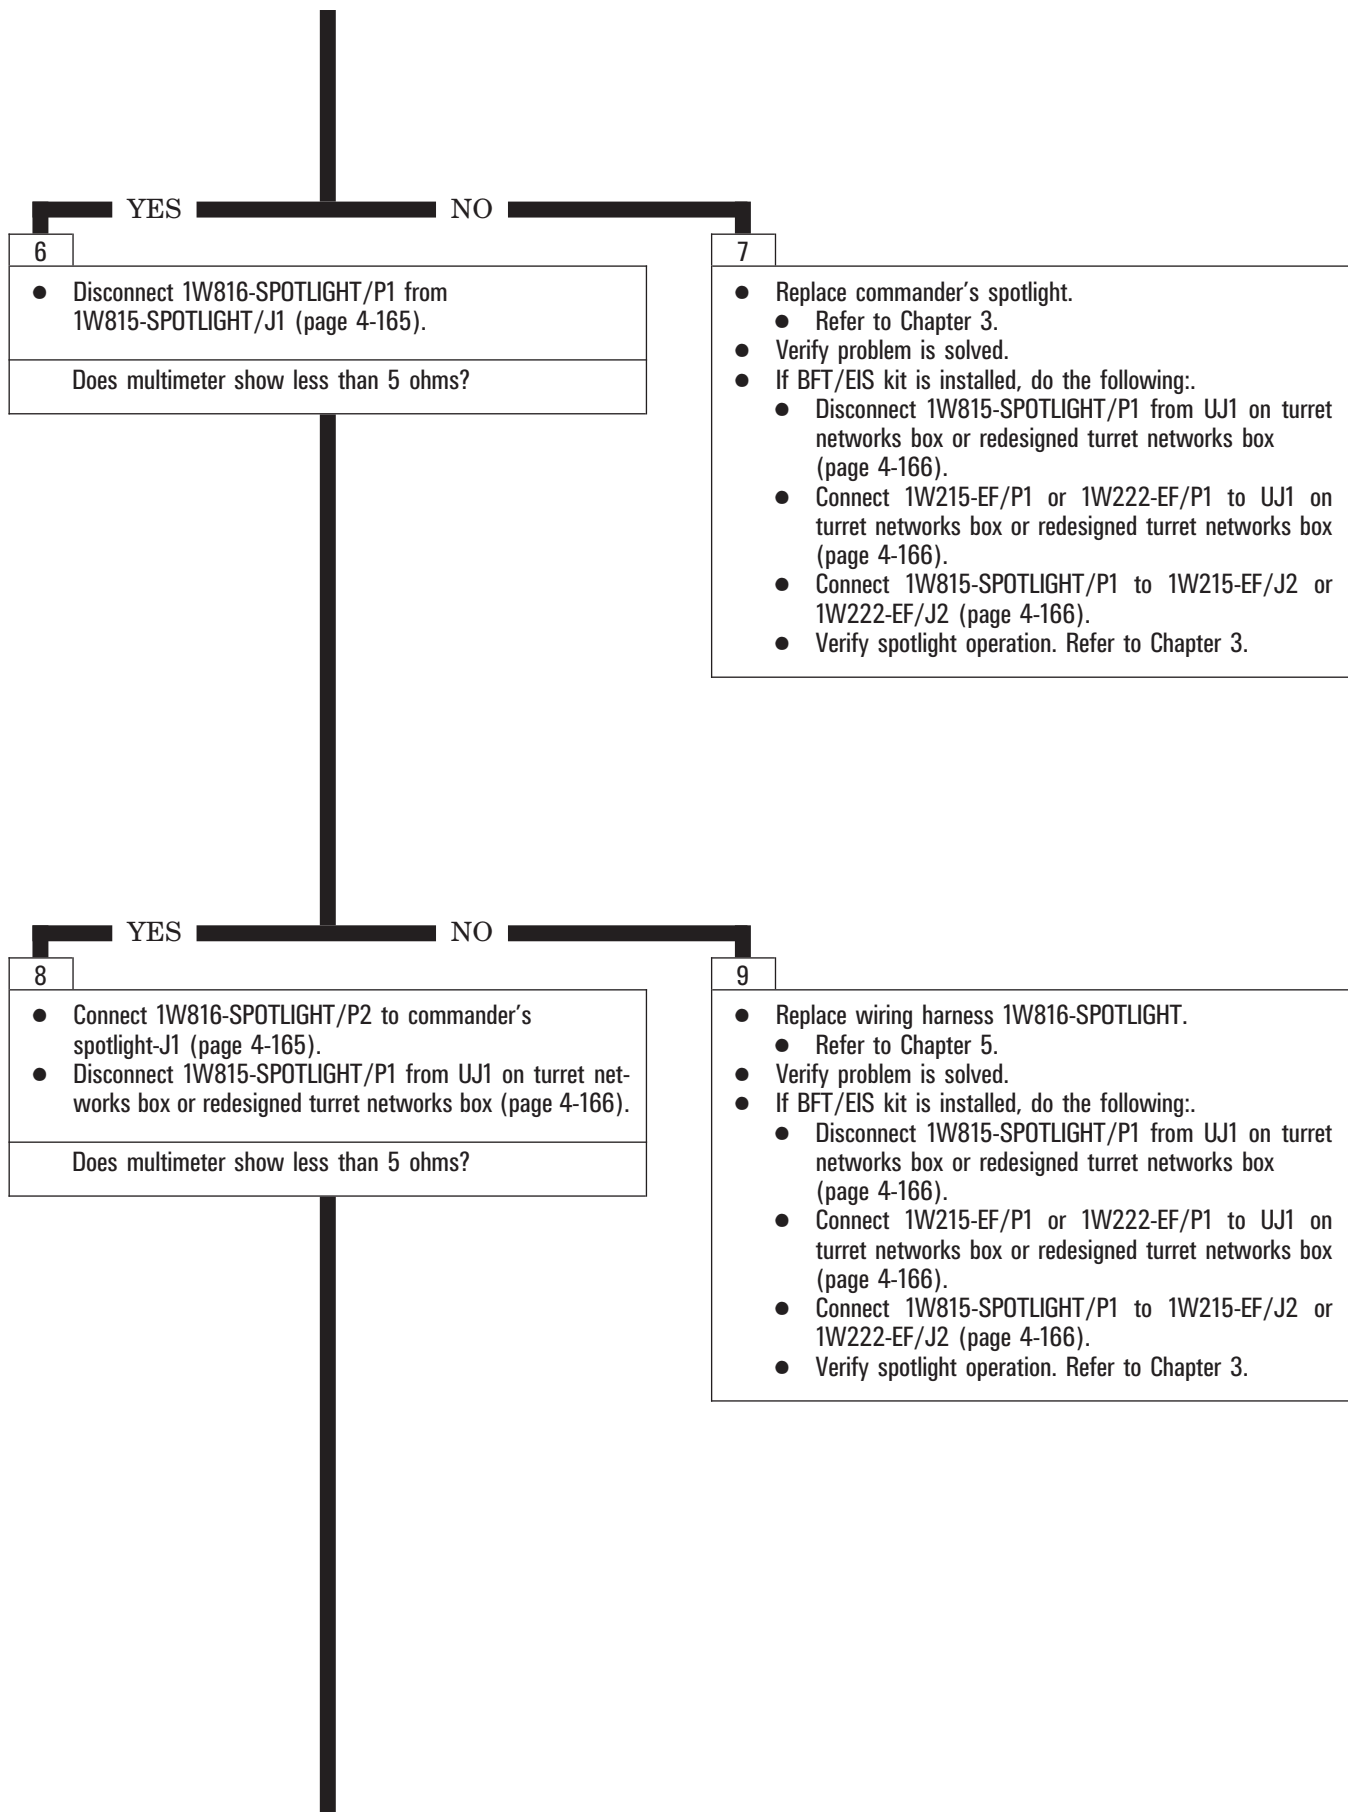 YES
NO
6
● Disconnect 1W816-SPOTLIGHT/P1 from
1W815-SPOTLIGHT/J1 (page 4-165).
Does multimeter show less than 5 ohms?
7
● Replace commander's spotlight.
● Refer to Chapter 3.
● Verify problem is solved.
● If BFT/EIS kit is installed, do the following:.
● Disconnect 1W815-SPOTLIGHT/P1 from UJ1 on turret
networks box or redesigned turret networks box
(page 4-166).
● Connect 1W215-EF/P1 or 1W222-EF/P1 to UJ1 on
turret networks box or redesigned turret networks box
(page 4-166).
● Connect 1W815-SPOTLIGHT/P1 to 1W215-EF/J2 or
1W222-EF/J2 (page 4-166).
● Verify spotlight operation. Refer to Chapter 3.
YES
NO
8
● Connect 1W816-SPOTLIGHT/P2 to commander's
spotlight-J1 (page 4-165).
● Disconnect 1W815-SPOTLIGHT/P1 from UJ1 on turret net-
works box or redesigned turret networks box (page 4-166).
Does multimeter show less than 5 ohms?
9
● Replace wiring harness 1W816-SPOTLIGHT.
● Refer to Chapter 5.
● Verify problem is solved.
● If BFT/EIS kit is installed, do the following:.
● Disconnect 1W815-SPOTLIGHT/P1 from UJ1 on turret
networks box or redesigned turret networks box
(page 4-166).
● Connect 1W215-EF/P1 or 1W222-EF/P1 to UJ1 on
turret networks box or redesigned turret networks box
(page 4-166).
● Connect 1W815-SPOTLIGHT/P1 to 1W215-EF/J2 or
1W222-EF/J2 (page 4-166).
● Verify spotlight operation. Refer to Chapter 3.